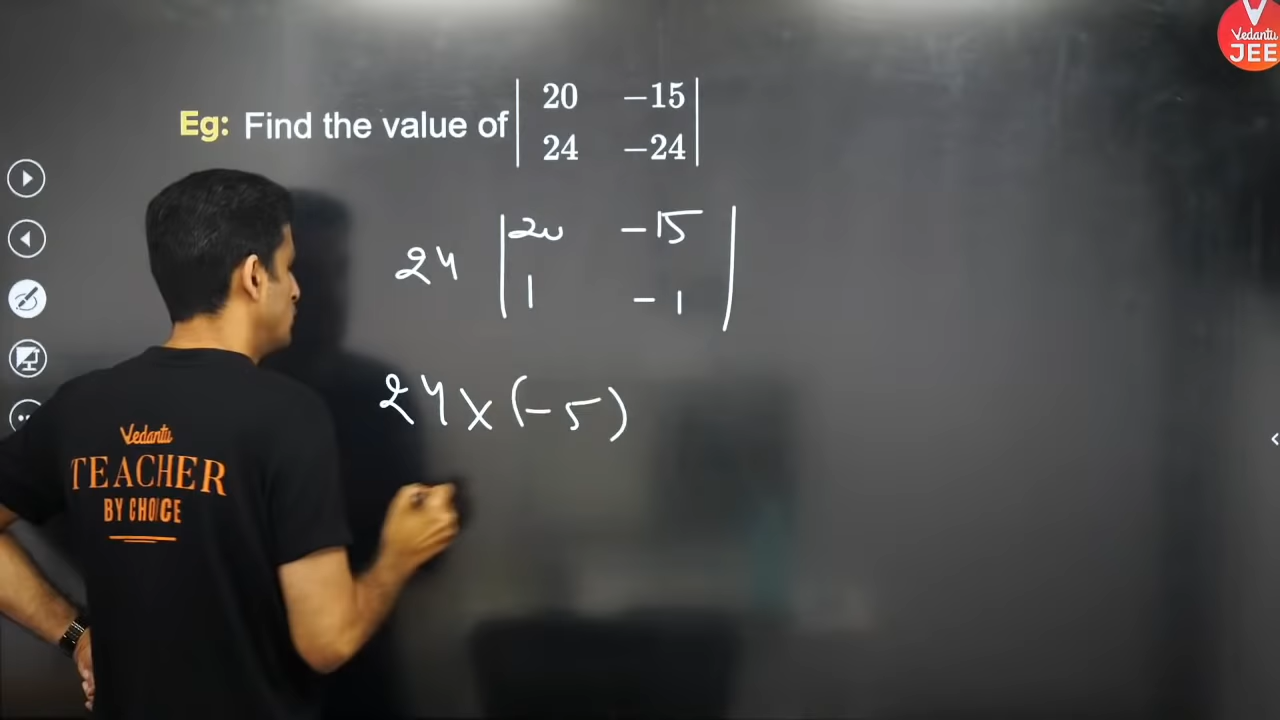 Vedantu
JEE
Eg: Find the value of
| 20 −15 |
| 24 −24 |
24 | 20 −15 |
| 1 −1 |
24 × (−5)
Vedantu
TEACHER
BY CHOICE